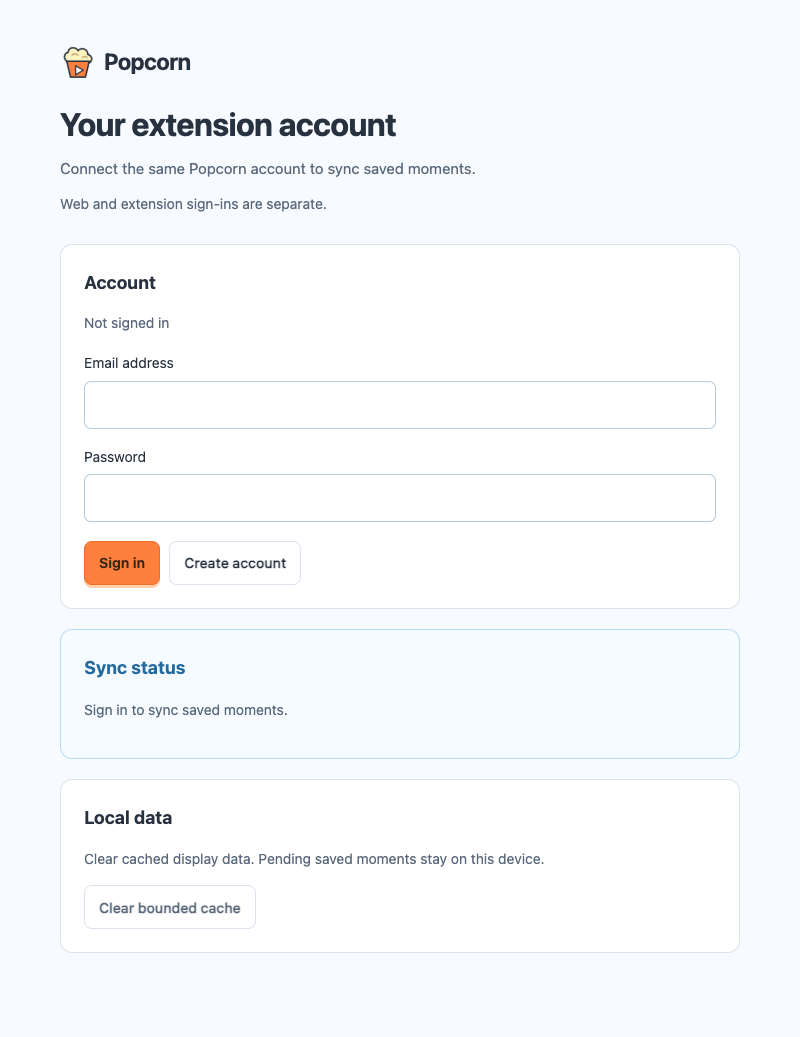 Popcorn
Your extension account
Connect the same Popcorn account to sync saved moments.
Web and extension sign-ins are separate.
Account
Not signed in
Email address
Password
Sign in
Create account
Sync status
Sign in to sync saved moments.
Local data
Clear cached display data. Pending saved moments stay on this device.
Clear bounded cache